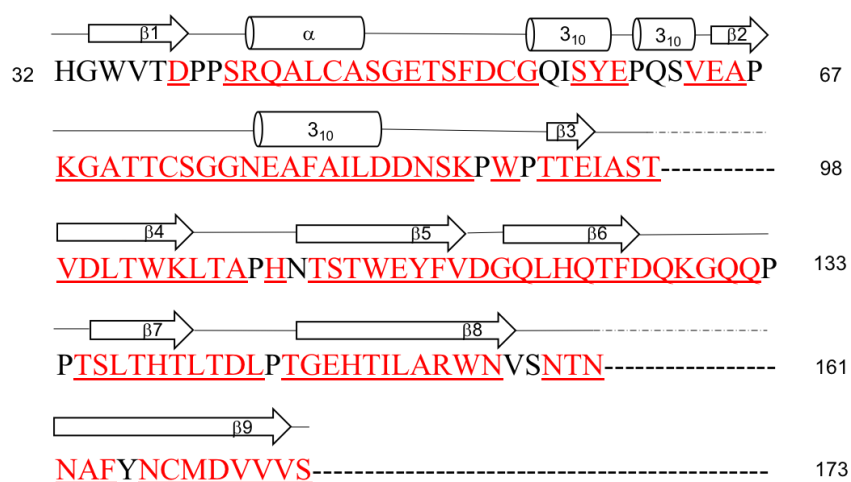 β1 α 3₁₀ 3₁₀ β2
32 HGWVTDPPSRQALCASGETSFDCGQISYEPQSVEAP 67
3₁₀ β3
KGATTCSGGNEAFAILDDNSKPWPTTEIAST---------- 98
β4 β5 β6
VDLTWKLTAPHNTSTWEYFVDGQLHQTFDQKGQQP 133
β7 β8
PTSLTHTLTDLPTGEHTILARWNVSNTN--------------- 161
β9
NAFYNCMDVVVS------------------------------------------ 173